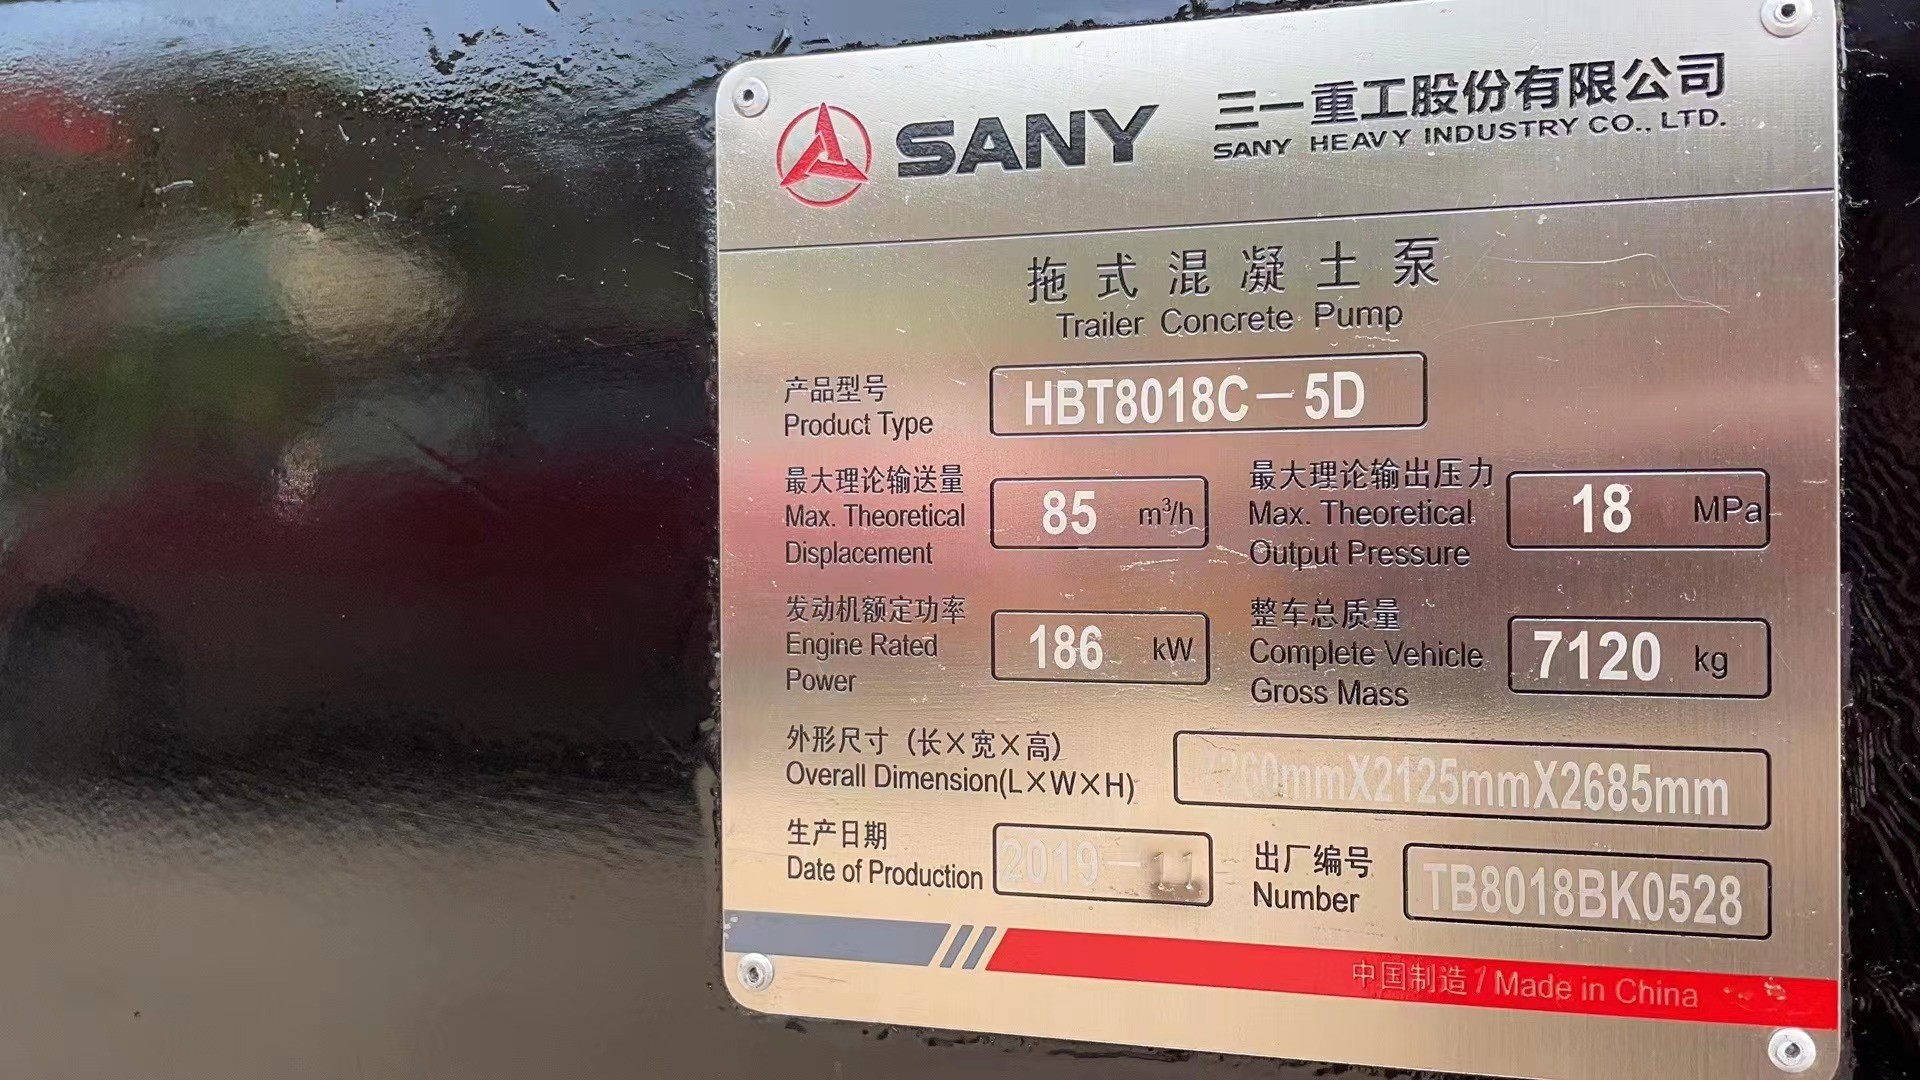 SANY
三一重工股份有限公司
SANY HEAVY INDUSTRY CO., LTD.
拖式混凝土泵
Trailer Concrete Pump
产品型号
Product Type
HBT8018C-5D
最大理论输送量
Max. Theoretical
Displacement
85 m³/h
最大理论输出压力
Max. Theoretical
Output Pressure
18 MPa
发动机额定功率
Engine Rated
Power
186 kW
整车总质量
Complete Vehicle
Gross Mass
7120 kg
外形尺寸 (长×宽×高)
Overall Dimension(L×W×H)
260mmX2125mmX2685mm
生产日期
Date of Production
2019-11
出厂编号
Number
TB8018BK0528
中国制造 / Made in China